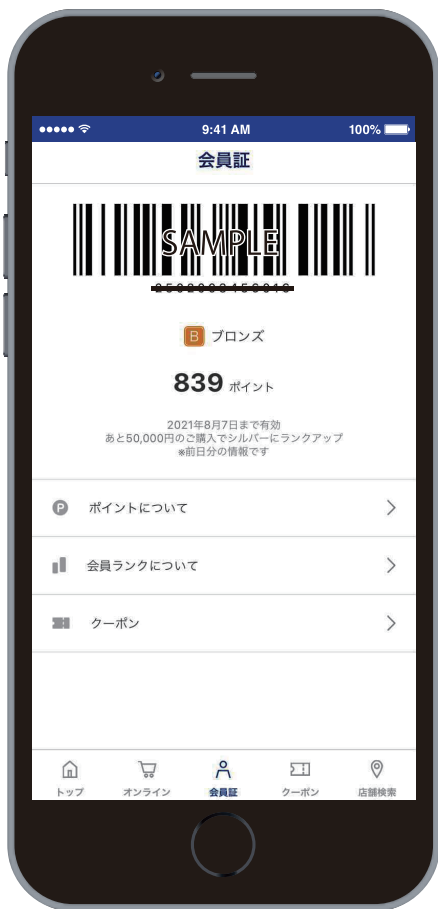 9:41 AM
100%
会員証
SAMPLE
B ブロンズ
839 ポイント
2021年8月7日まで有効
あと50,000円のご購入でシルバーにランクアップ
※前日分の情報です
P ポイントについて
会員ランクについて
クーポン
トップ オンライン 会員証 クーポン 店舗検索